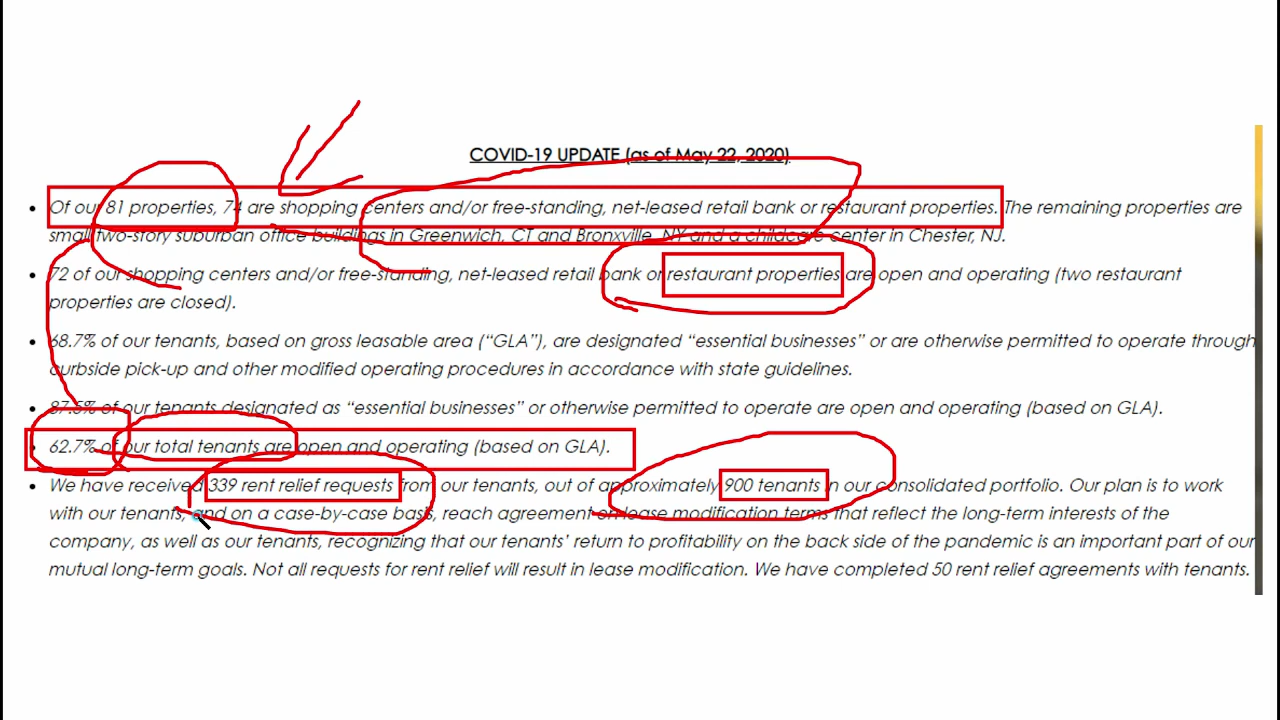 COVID-19 UPDATE (as of May 22, 2020)
• Of our 81 properties, 74 are shopping centers and/or free-standing, net-leased retail bank or restaurant properties. The remaining properties are
small two-story suburban office buildings in Greenwich, CT and Bronxville, NY and a childcare center in Chester, NJ.
• 72 of our shopping centers and/or free-standing, net-leased retail bank or restaurant properties are open and operating (two restaurant
properties are closed).
• 68.7% of our tenants, based on gross leasable area (“GLA”), are designated “essential businesses” or are otherwise permitted to operate through
curbside pick-up and other modified operating procedures in accordance with state guidelines.
• 87.5% of our tenants designated as “essential businesses” or otherwise permitted to operate are open and operating (based on GLA).
• 62.7% of our total tenants are open and operating (based on GLA).
• We have received 339 rent relief requests from our tenants, out of approximately 900 tenants in our consolidated portfolio. Our plan is to work
with our tenants, and on a case-by-case basis, reach agreement on lease modification terms that reflect the long-term interests of the
company, as well as our tenants, recognizing that our tenants’ return to profitability on the back side of the pandemic is an important part of our
mutual long-term goals. Not all requests for rent relief will result in lease modification. We have completed 50 rent relief agreements with tenants.